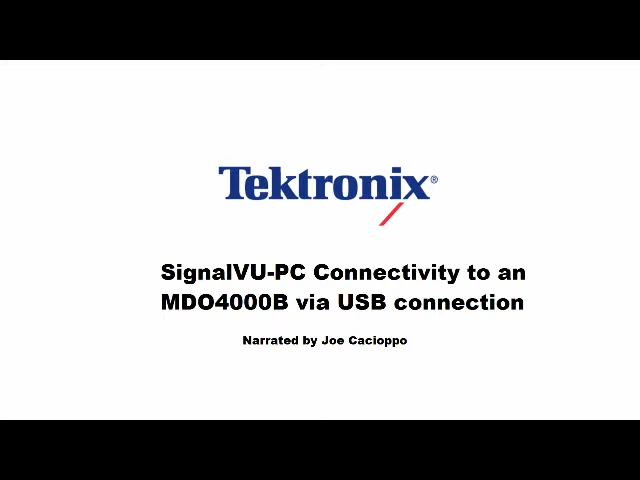 Tektronix®
SignalVU-PC Connectivity to an
MDO4000B via USB connection
Narrated by Joe Cacioppo